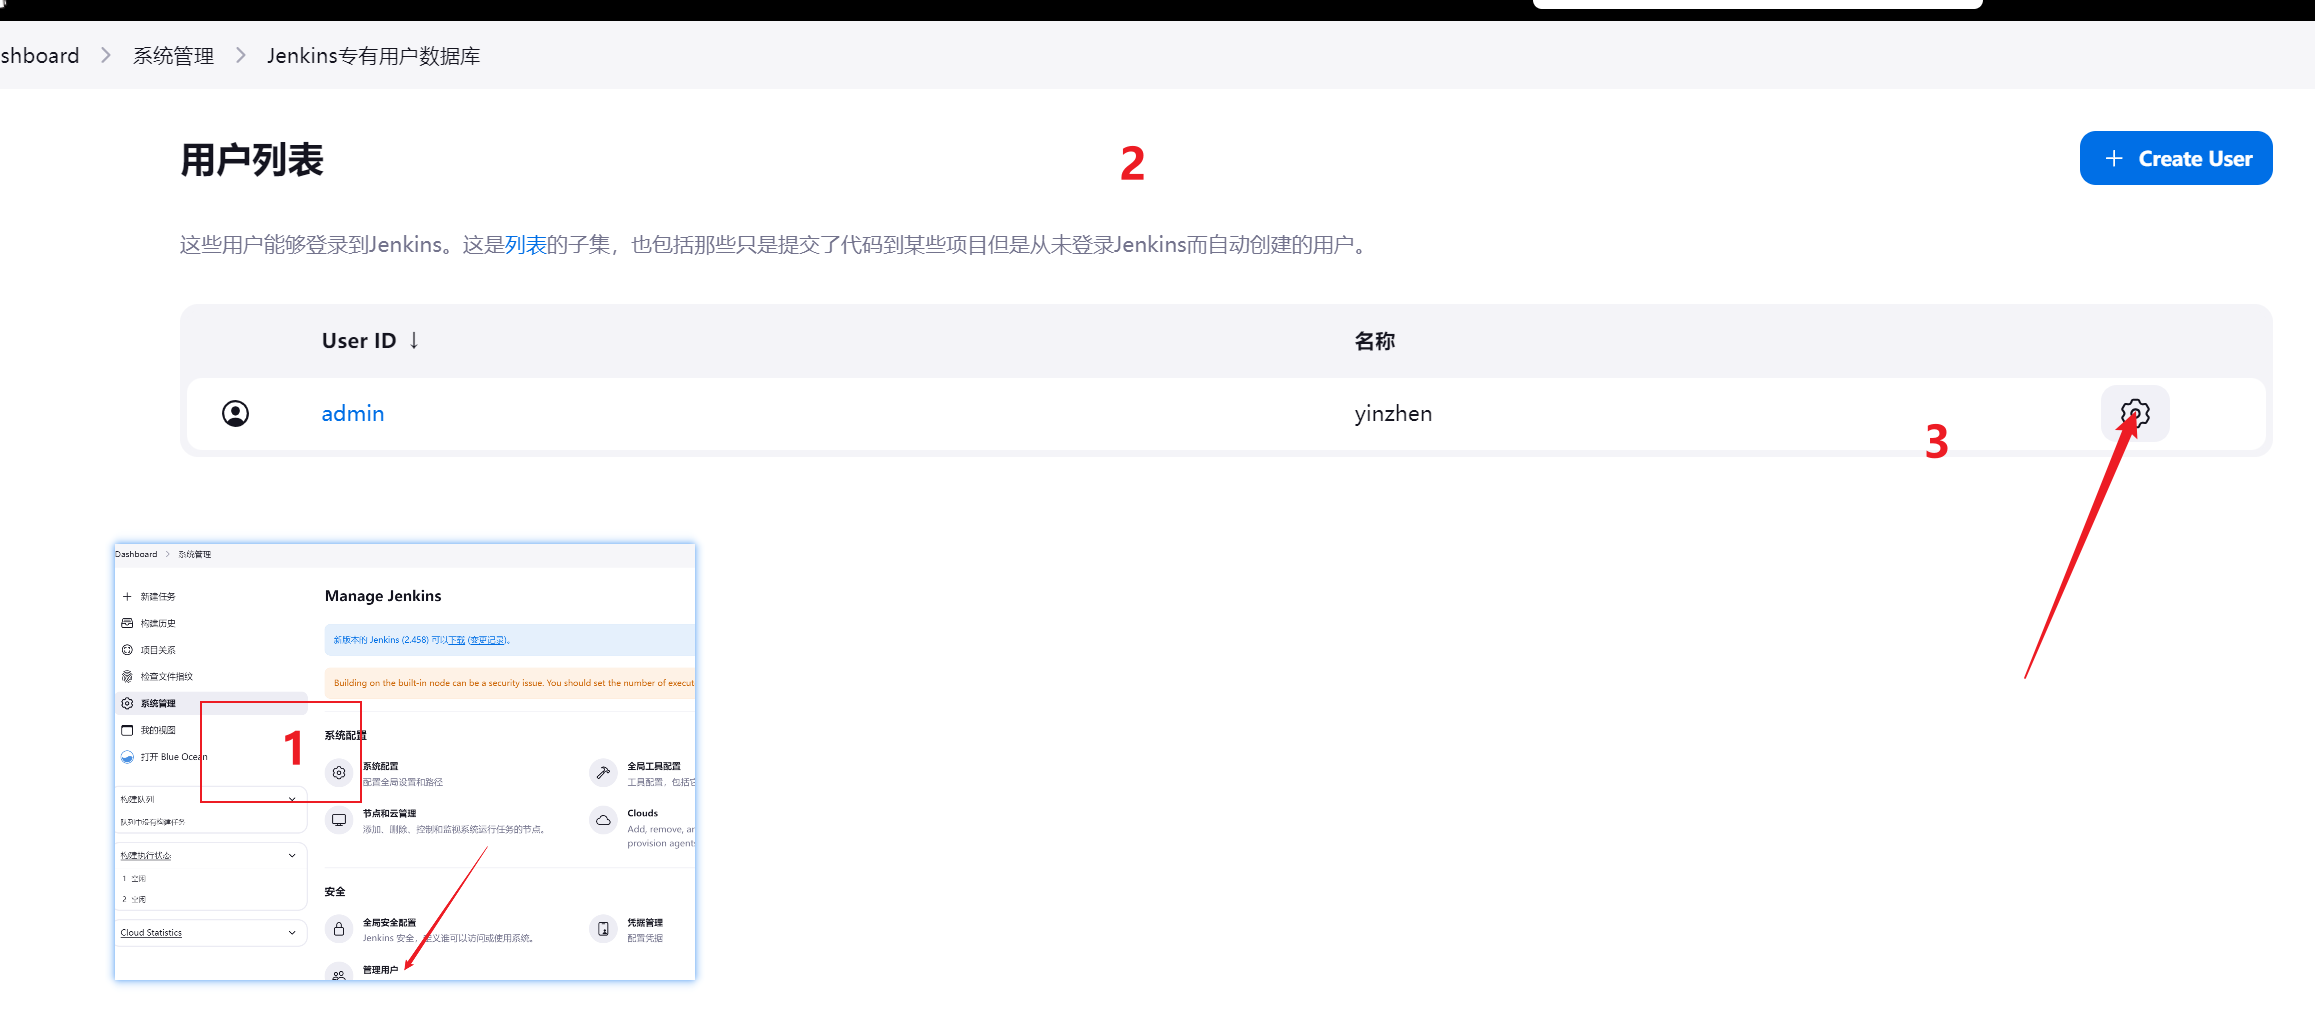 shboard > 系统管理 > Jenkins专有用户数据库
用户列表
2
+ Create User
这些用户能够登录到Jenkins。这是列表的子集，也包括那些只是提交了代码到某些项目但是从未登录Jenkins而自动创建的用户。
User ID ↓ 名称
admin yinzhen
3
Dashboard > 系统管理
新建任务
构建历史
项目关系
检查文件指纹
系统管理
我的视图
打开 Blue Ocean
1
构建队列
队列中没有构建任务
构建执行状态
1 空闲
2 空闲
Cloud Statistics
Manage Jenkins
新版本的 Jenkins (2.458) 可以下载 (变更记录)。
Building on the built-in node can be a security issue. You should set the number of execut
系统配置
系统配置
配置全局设置和路径
全局工具配置
工具配置，包括它
节点和云管理
添加、删除、控制和监视系统运行任务的节点。
Clouds
Add, remove, ar
provision agent
安全
全局安全配置
Jenkins 安全，定义谁可以访问或使用系统。
凭据管理
配置凭据
管理用户